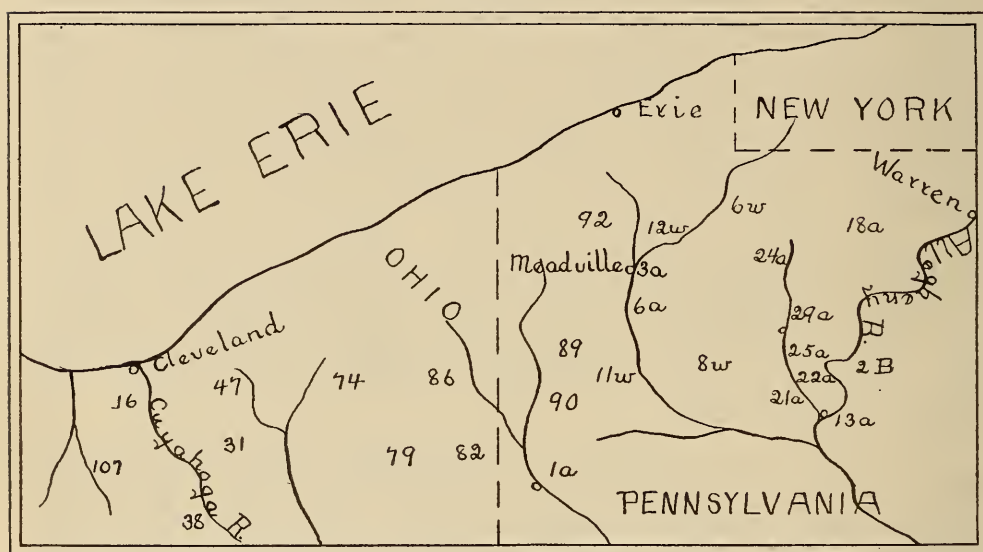 LAKE ERIE
Erie
NEW YORK
Warren
92
12w
6w
18a
OHIO
Meadville
3a
24a
Allegheny R.
6a
29a
Cleveland
89
25a
2 B
47
74
86
11w
8w
22a
16
90
21a
13a
Cuyahoga R.
31
107
79
82
1a
38
PENNSYLVANIA